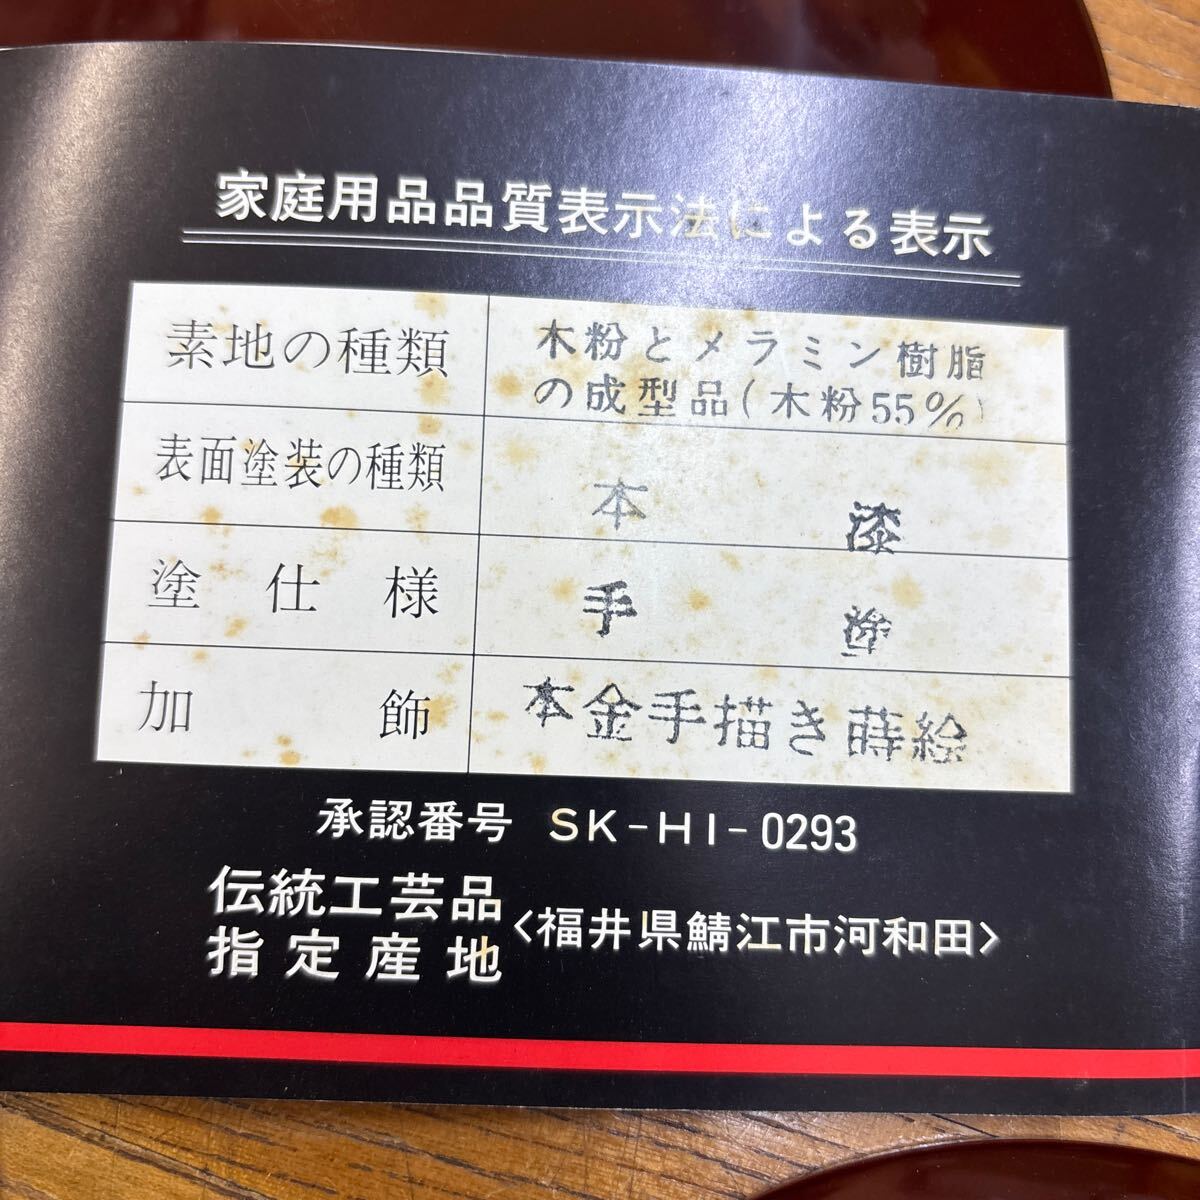 家庭用品品質表示法による表示
素地の種類 木粉とメラミン樹脂
の成型品(木粉55%)
表面塗装の種類 本漆
塗仕様 手塗
加飾 本金手描き蒔絵
承認番号 SK-HI-0293
伝統工芸品
指定産地 <福井県鯖江市河和田>